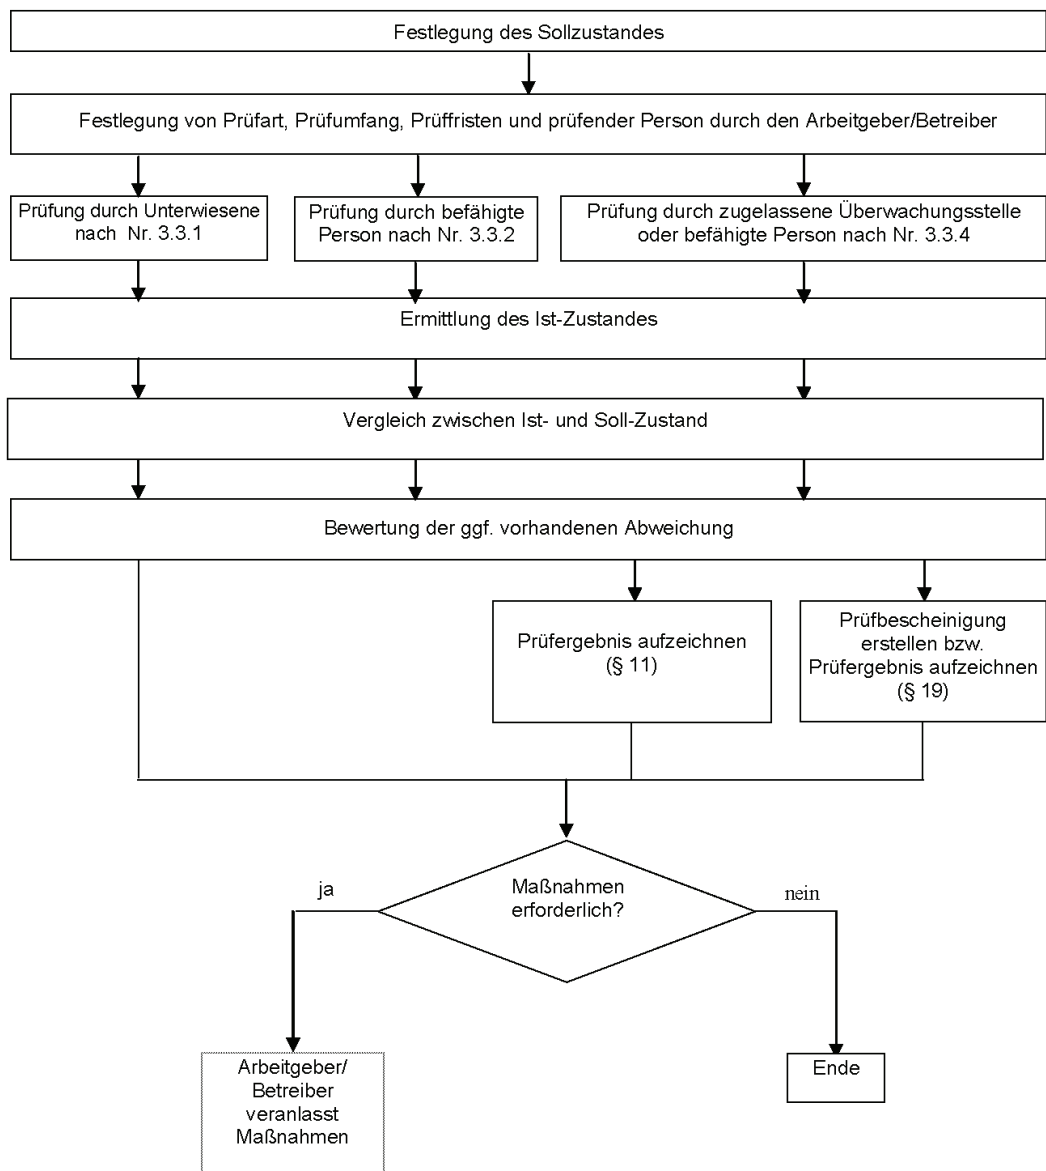 Festlegung des Sollzustandes
Festlegung von Prüfart, Prüfumfang, Prüffristen und prüfender Person durch den Arbeitgeber/Betreiber
Prüfung durch Unterwiesene
nach Nr. 3.3.1
Prüfung durch befähigte
Person nach Nr. 3.3.2
Prüfung durch zugelassene Überwachungsstelle
oder befähigte Person nach Nr. 3.3.4
Ermittlung des Ist-Zustandes
Vergleich zwischen Ist- und Soll-Zustand
Bewertung der ggf. vorhandenen Abweichung
Prüfergebnis aufzeichnen
(§ 11)
Prüfbescheinigung
erstellen bzw.
Prüfergebnis aufzeichnen
(§ 19)
Maßnahmen
erforderlich?
ja
nein
Arbeitgeber/
Betreiber
veranlasst
Maßnahmen
Ende